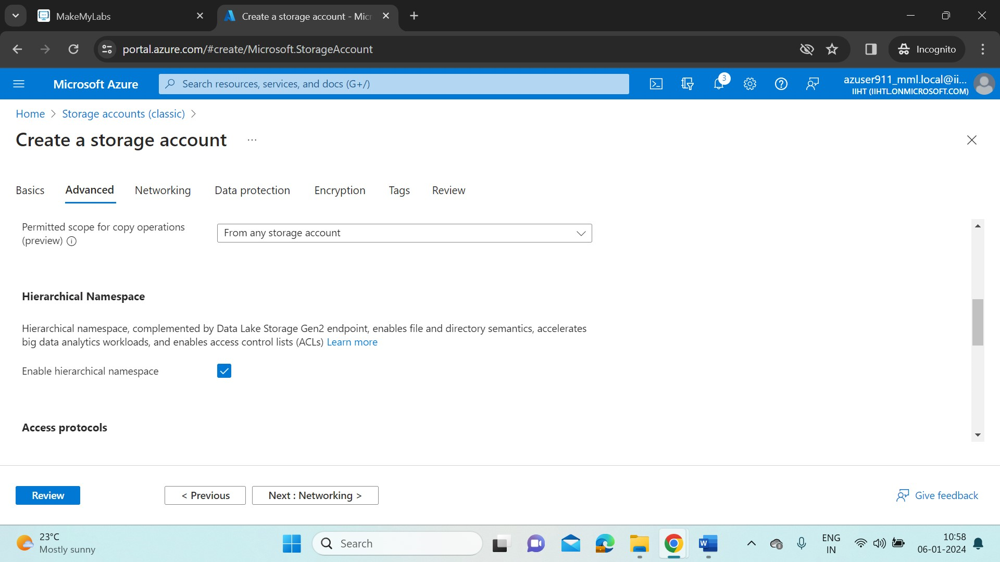 MakeMyLabs
Create a storage account - Micr
portal.azure.com/#create/Microsoft.StorageAccount
Incognito
Microsoft Azure
Search resources, services, and docs (G+/)
3
azuser911_mml.local@ii...
IIHT (IIHTL.ONMICROSOFT.COM)
Home > Storage accounts (classic) >
Create a storage account ...
Basics Advanced Networking Data protection Encryption Tags Review
Permitted scope for copy operations
(preview)
From any storage account
Hierarchical Namespace
Hierarchical namespace, complemented by Data Lake Storage Gen2 endpoint, enables file and directory semantics, accelerates
big data analytics workloads, and enables access control lists (ACLs) Learn more
Enable hierarchical namespace
Access protocols
Review
< Previous
Next : Networking >
Give feedback
23°C
Mostly sunny
Search
W
ENG
IN
10:58
06-01-2024